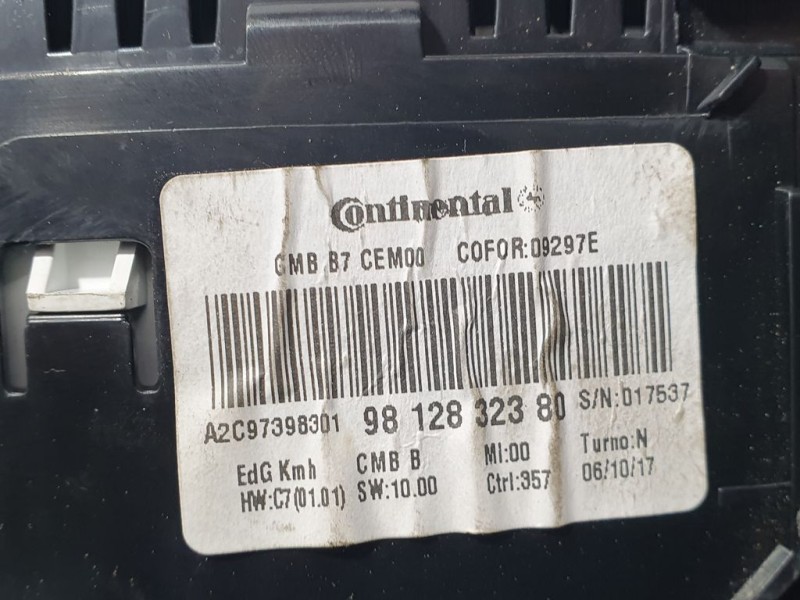 Continental
CMB B7 CEM00 COFOR:09297E
A2C97398301 98 128 323 80 S/N:017537
EdG Kmh CMB B MI:00 Turno:N
HW:C7(01.01) SW:10.00 Ctrl:357 06/10/17